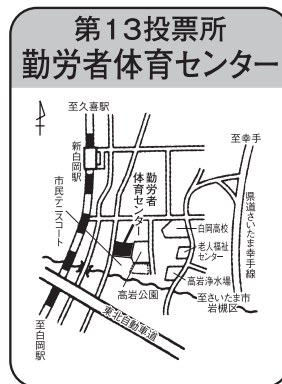 第13投票所
勤労者体育センター
至久喜駅
新白岡駅
市民テニスコート
勤労者
体育センター
至幸手
県道さいたま幸手線
白岡高校
老人福祉
センター
高岩浄水場
高岩公園
至さいたま市
岩槻区
東北自動車道
至白岡駅